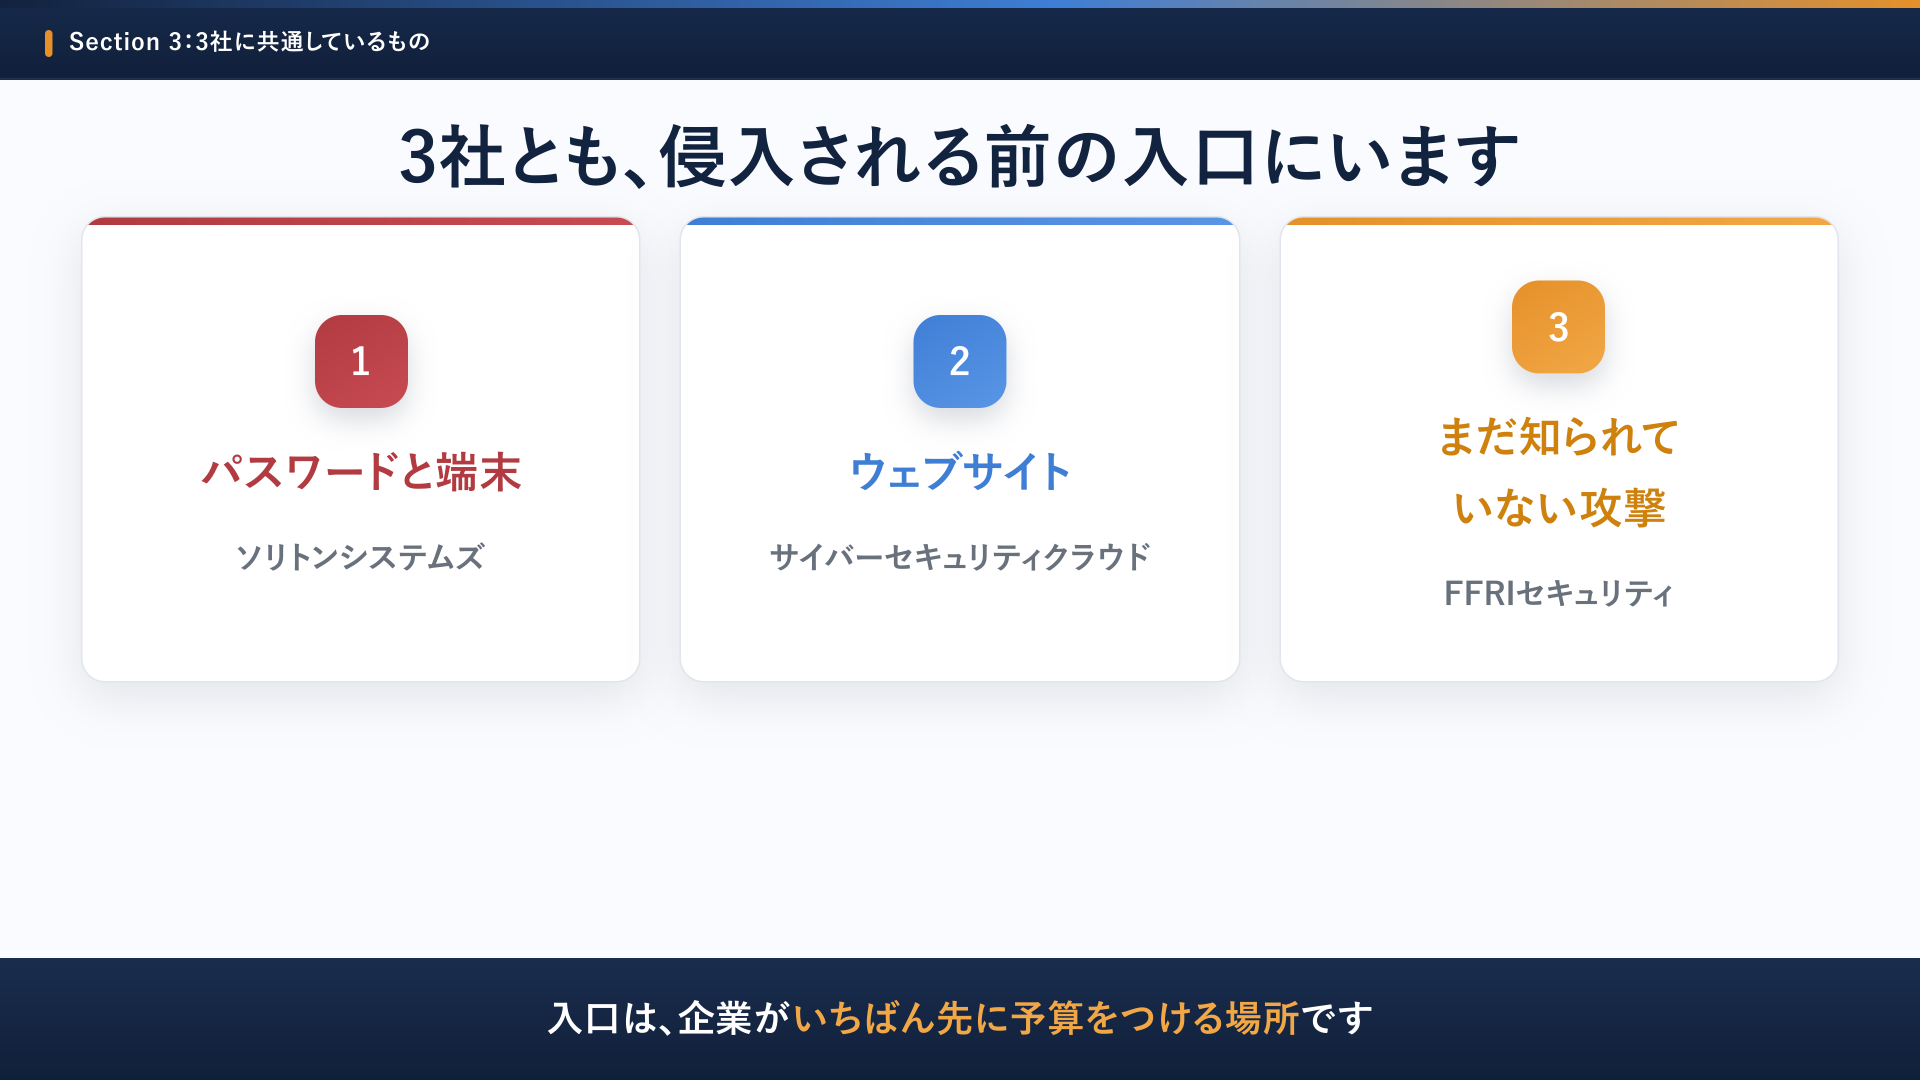 Section 3：3社に共通しているもの
3社とも、侵入される前の入口にいます
1
パスワードと端末
ソリトンシステムズ
2
ウェブサイト
サイバーセキュリティクラウド
3
まだ知られて
いない攻撃
FFRIセキュリティ
入口は、企業がいちばん先に予算をつける場所です